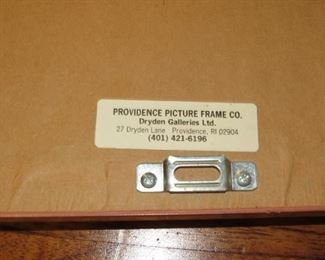 PROVIDENCE PICTURE FRAME CO.
Dryden Galleries Ltd.
27 Dryden Lane Providence, RI 02904
(401) 421-6196